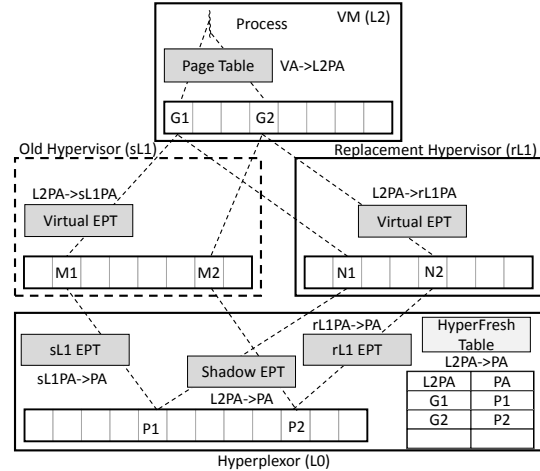 Process
VM (L2)
Page Table
VA->L2PA
G1
G2
Old Hypervisor (sL1)
Replacement Hypervisor (rL1)
L2PA->sL1PA
L2PA->rL1PA
Virtual EPT
Virtual EPT
M1
M2
N1
N2
rL1PA->PA
HyperFresh
Table
sL1 EPT
rL1 EPT
Shadow EPT
L2PA->PA
sL1PA->PA
L2PA->PA
L2PA PA
G1 P1
G2 P2
P1
P2
Hyperplexor (L0)